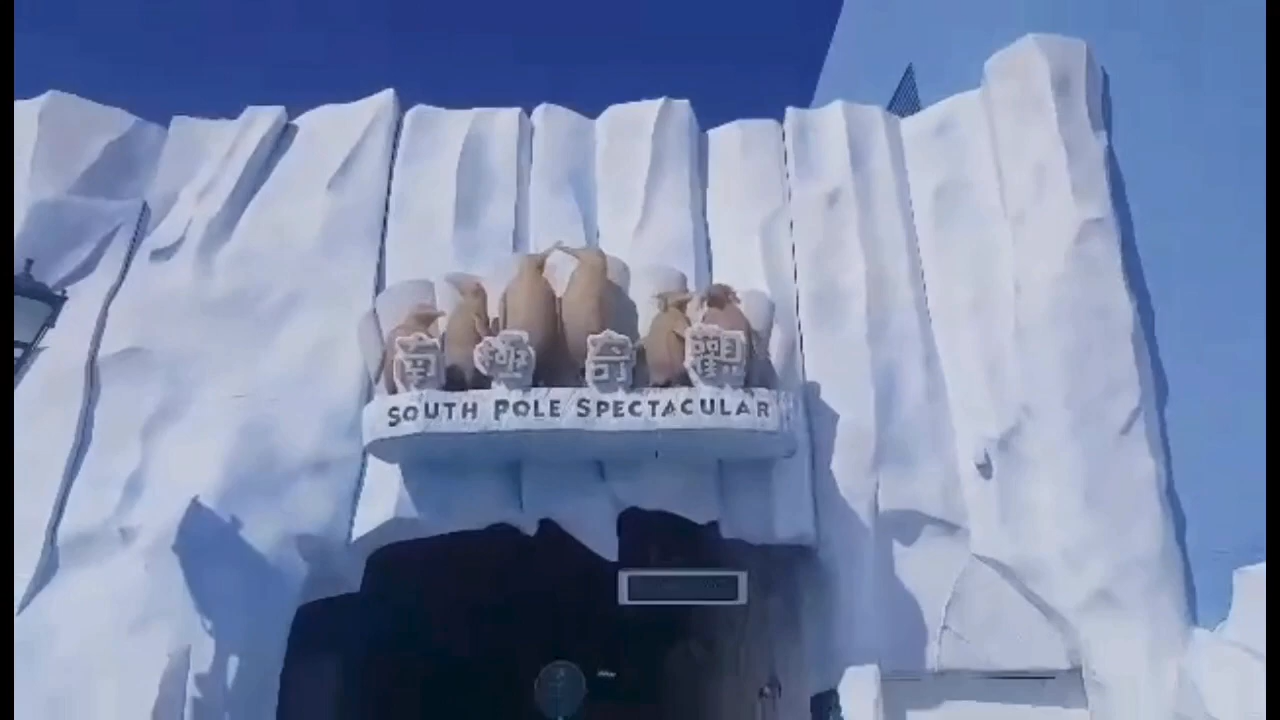 南極奇觀
SOUTH POLE SPECTACULAR